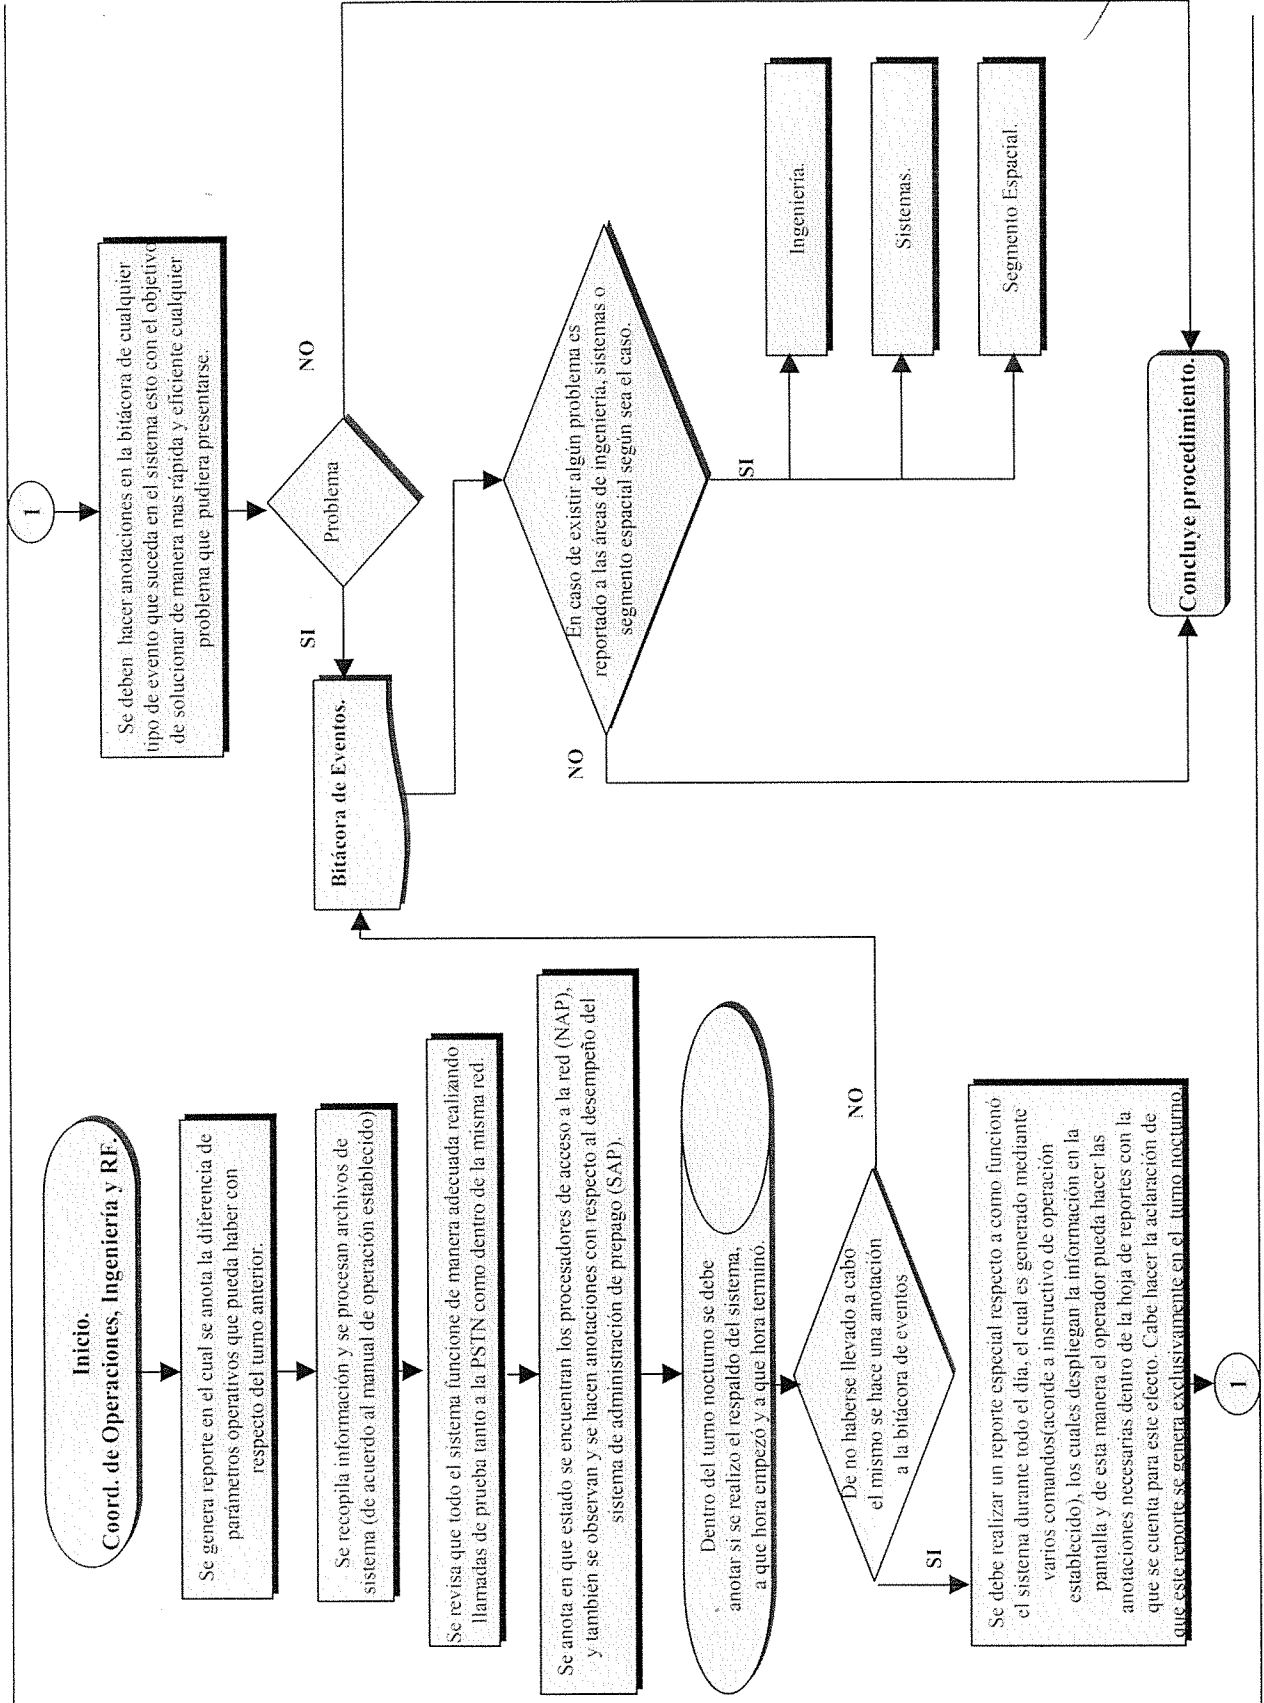 Inicio.
Coord. de Operaciones, Ingeniería y RF.
Se genera reporte en el cual se anota la diferencia de
parámetros operativos que pueda haber con
respecto del turno anterior.
Se recopila información y se procesan archivos de
sistema (de acuerdo al manual de operación establecido)
Se revisa que todo el sistema funcione de manera adecuada realizando
llamadas de prueba tanto a la PSTN como dentro de la misma red.
Se anota en que estado se encuentran los procesadores de acceso a la red (NAP),
y también se observan y se hacen anotaciones con respecto al desempeño del
sistema de administración de prepago (SAP).
Dentro del turno nocturno se debe
anotar si se realizo el respaldo del sistema,
a que hora empezó y a que hora terminó.
De no haberse llevado a cabo
el mismo se hace una anotación
a la bitácora de eventos
NO
SI
Se debe realizar un reporte especial respecto a como funcionó
el sistema durante todo el día, el cual es generado mediante
varios comandos(acorde a instructivo de operación
establecido), los cuales despliegan la información en la
pantalla y de esta manera el operador pueda hacer las
anotaciones necesarias dentro de la hoja de reportes con la
que se cuenta para este efecto. Cabe hacer la aclaración de
que este reporte se genera exclusivamente en el turno nocturno.
1
1
Se deben hacer anotaciones en la bitácora de cualquier
tipo de evento que suceda en el sistema esto con el objetivo
de solucionar de manera mas rápida y eficiente cualquier
problema que pudiera presentarse.
Problema
SI
NO
Bitácora de Eventos.
En caso de existir algún problema es
reportado a las áreas de ingeniería, sistemas o
segmento espacial según sea el caso.
NO
SI
Ingeniería.
Sistemas.
Segmento Espacial.
Concluye procedimiento.